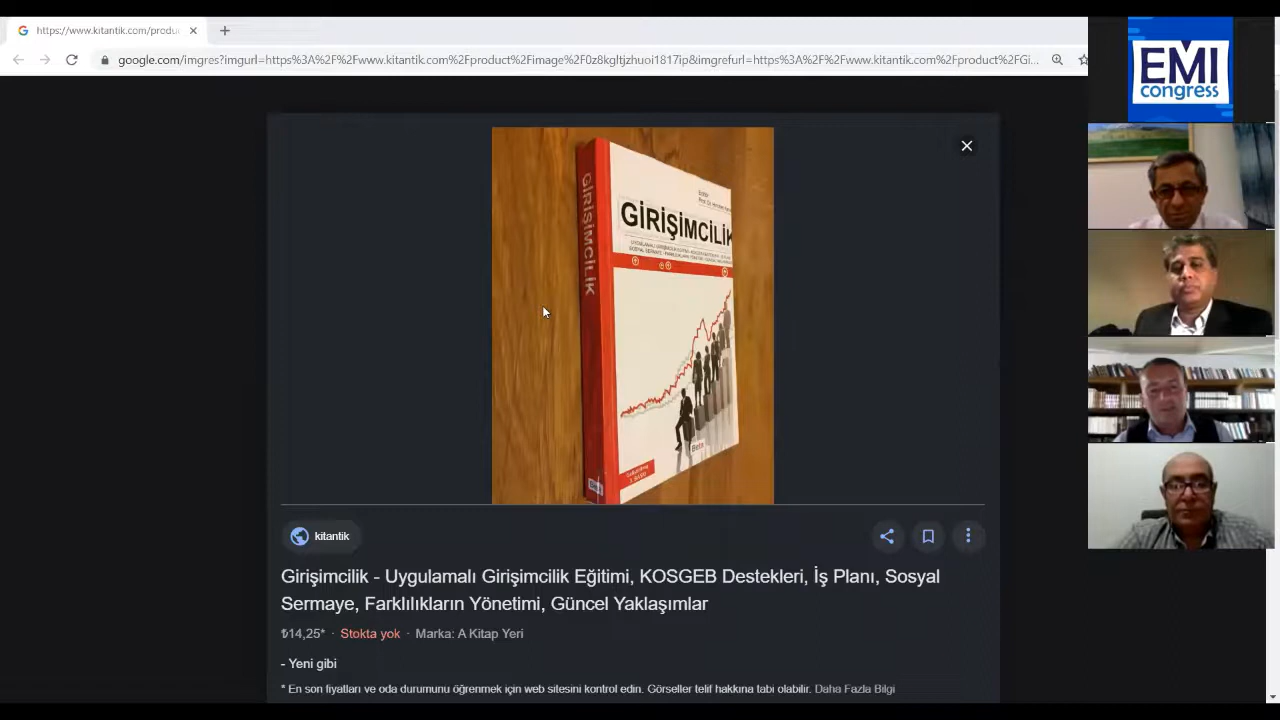 https://www.kitantik.com/produ
google.com/imgres?imgurl=https%3A%2F%2Fwww.kitantik.com%2Fproduct%2Fimage%2F0z8kgltjzhuoi1817ip&imgrefurl=https%3A%2F%2Fwww.kitantik.com%2Fproduct%2FGi...
EMI
congress
GİRİŞİMCİLİK
GİRİŞİMCİLİK
Beta
kitantik
Girişimcilik - Uygulamalı Girişimcilik Eğitimi, KOSGEB Destekleri, İş Planı, Sosyal
Sermaye, Farklılıkların Yönetimi, Güncel Yaklaşımlar
₺14,25* · Stokta yok · Marka: A Kitap Yeri
- Yeni gibi
* En son fiyatları ve oda durumunu öğrenmek için web sitesini kontrol edin. Görseller telif hakkına tabi olabilir. Daha Fazla Bilgi